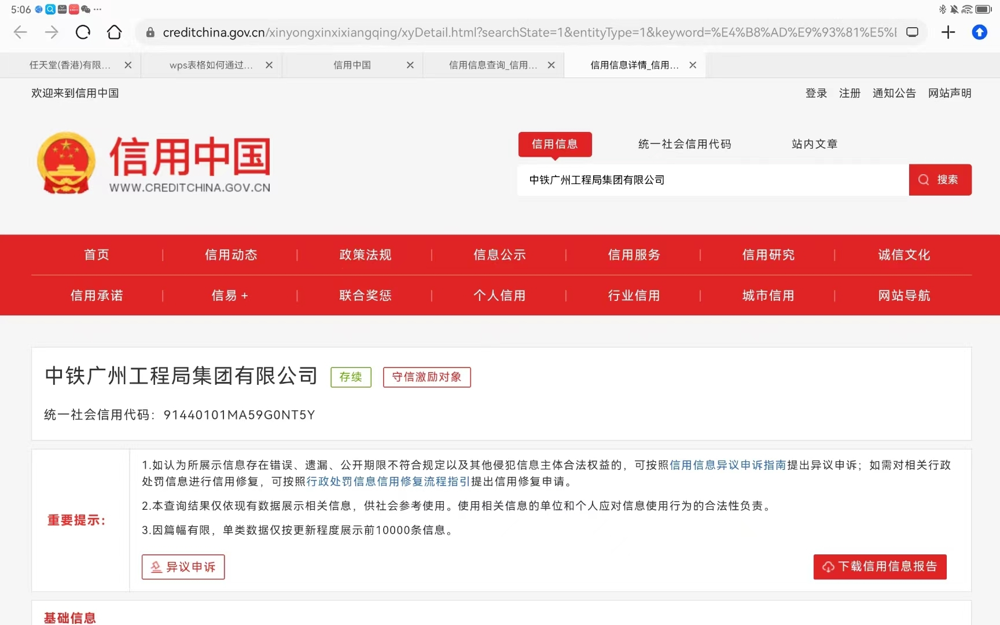 5:06
creditchina.gov.cn/xinyongxinxixiangqing/xyDetail.html?searchState=1&entityType=1&keyword=%E4%B8%AD%E9%93%81%E5%
任天堂(香港)有限...
wps表格如何通过...
信用中国
信用信息查询_信用...
信用信息详情_信用...
欢迎来到信用中国
登录 注册 通知公告 网站声明
信用中国
WWW.CREDITCHINA.GOV.CN
信用信息 统一社会信用代码 站内文章
中铁广州工程局集团有限公司 搜索
首页 | 信用动态 | 政策法规 | 信息公示 | 信用服务 | 信用研究 | 诚信文化
信用承诺 | 信易 + | 联合奖惩 | 个人信用 | 行业信用 | 城市信用 | 网站导航
中铁广州工程局集团有限公司 存续 守信激励对象
统一社会信用代码：91440101MA59G0NT5Y
重要提示：
1.如认为所展示信息存在错误、遗漏、公开期限不符合规定以及其他侵犯信息主体合法权益的，可按照信用信息异议申诉指南提出异议申诉；如需对相关行政
处罚信息进行信用修复，可按照行政处罚信息信用修复流程指引提出信用修复申请。
2.本查询结果仅依现有数据展示相关信息，供社会参考使用。使用相关信息的单位和个人应对信息使用行为的合法性负责。
3.因篇幅有限，单类数据仅按更新程度展示前10000条信息。
异议申诉 下载信用信息报告
基础信息